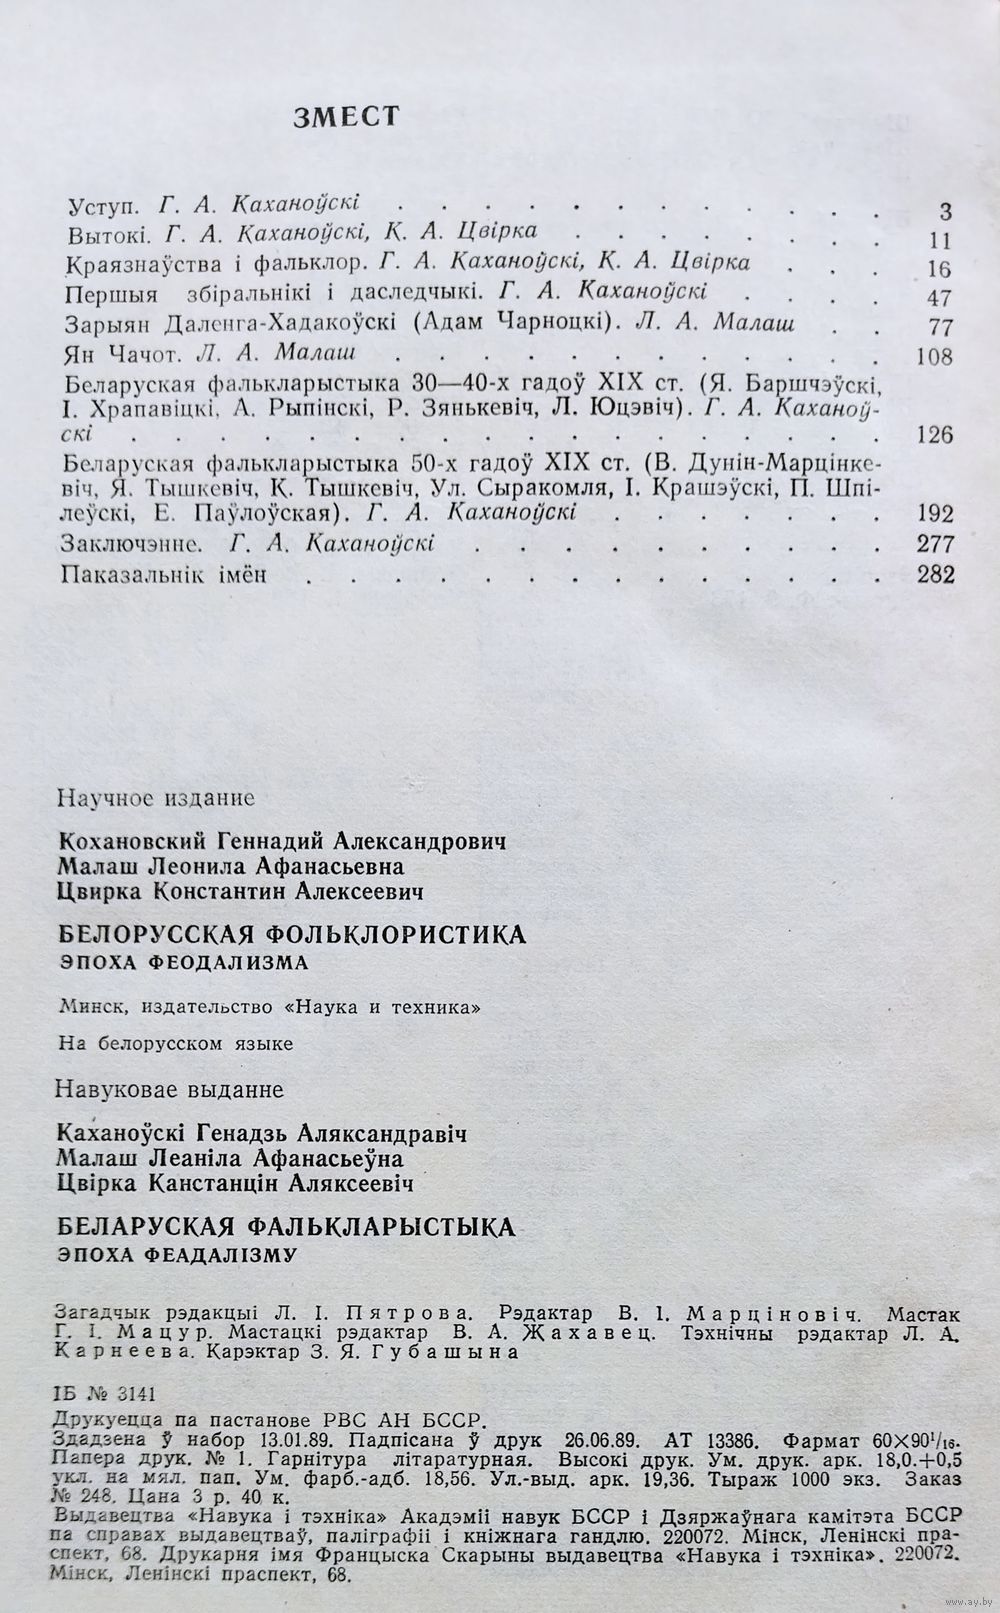 ЗМЕСТ
Уступ. Г. А. Каханоўскі . . . . . . . . . . . . 3
Вытокі. Г. А. Каханоўскі, К. А. Цвірка . . . . . . . . 11
Краязнаўства і фальклор. Г. А. Каханоўскі, К. А. Цвірка . . . 16
Першыя збіральнікі і даследчыкі. Г. А. Каханоўскі . . . . 47
Зарыян Даленга-Хадакоўскі (Адам Чарноцкі). Л. А. Малаш . . 77
Ян Чачот. Л. А. Малаш . . . . . . . . . . . . 108
Беларуская фалькларыстыка 30—40-х гадоў XIX ст. (Я. Баршчэўскі,
І. Храпавіцкі, А. Рыпінскі, Р. Зянькевіч, Л. Юцэвіч). Г. А. Каханоў-
скі . . . . . . . . . . . . . . . . . 126
Беларуская фалькларыстыка 50-х гадоў XIX ст. (В. Дунін-Марцінке-
віч, Я. Тышкевіч, К. Тышкевіч, Ул. Сыракомля, І. Крашэўскі, П. Шпі-
леўскі, Е. Паўлоўская). Г. А. Каханоўскі . . . . . . . 192
Заключэнне. Г. А. Каханоўскі . . . . . . . . . . 277
Паказальнік імён . . . . . . . . . . . . . . 282
Научное издание
Кохановский Геннадий Александрович
Малаш Леонила Афанасьевна
Цвирка Константин Алексеевич
БЕЛОРУССКАЯ ФОЛЬКЛОРИСТИКА
ЭПОХА ФЕОДАЛИЗМА
Минск, издательство «Наука и техника»
На белорусском языке
Навуковае выданне
Каханоўскі Генадзь Аляксандравіч
Малаш Леаніла Афанасьеўна
Цвірка Канстанцін Аляксеевіч
БЕЛАРУСКАЯ ФАЛЬКЛАРЫСТЫКА
ЭПОХА ФЕАДАЛІЗМУ
Загадчык рэдакцыі Л. І. Пятрова. Рэдактар В. І. Марціновіч. Мастак
Г. І. Мацур. Мастацкі рэдактар В. А. Жахавец. Тэхнічны рэдактар Л. А.
Карнеева. Карэктар З. Я. Губашына
ІБ № 3141
Друкуецца па пастанове РВС АН БССР.
Здадзена ў набор 13.01.89. Падпісана ў друк 26.06.89. АТ 13386. Фармат 60X90¹/₁₆.
Папера друк. № 1. Гарнітура літаратурная. Высокі друк. Ум. друк. арк. 18,0.+0,5
укл. на мял. пап. Ум. фарб.-адб. 18,56. Ул.-выд. арк. 19,36. Тыраж 1000 экз. Заказ
№ 248. Цана 3 р. 40 к.
Выдавецтва «Навука і тэхніка» Акадэміі навук БССР і Дзяржаўнага камітэта БССР
па справах выдавецтваў, паліграфіі і кніжнага гандлю. 220072. Мінск, Ленінскі пра-
спект, 68. Друкарня імя Францыска Скарыны выдавецтва «Навука і тэхніка». 220072.
Мінск, Ленінскі праспект, 68.
www.ay.by